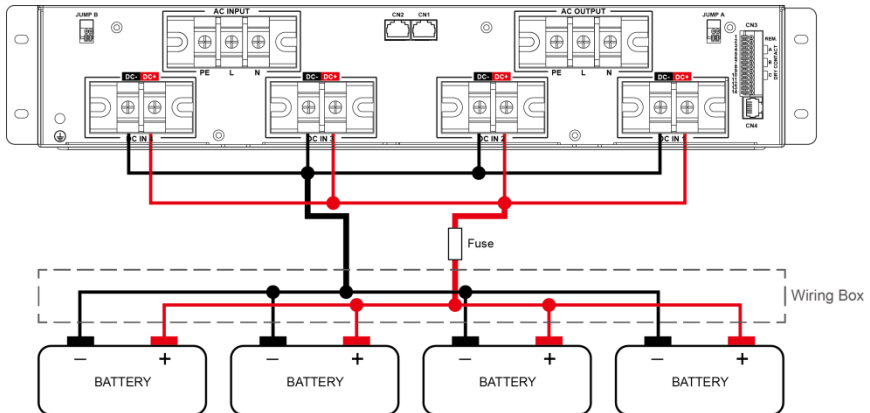 JUMP B
AC INPUT
CN2 CN1
AC OUTPUT
JUMP A
CN3
REM.
A
B
C
DRY CONTACT
PE L N
PE L N
DC- DC+
DC- DC+
DC- DC+
DC- DC+
DC IN 4
DC IN 3
DC IN 2
DC IN 1
CN4
Fuse
Wiring Box
− +
− +
− +
− +
BATTERY
BATTERY
BATTERY
BATTERY